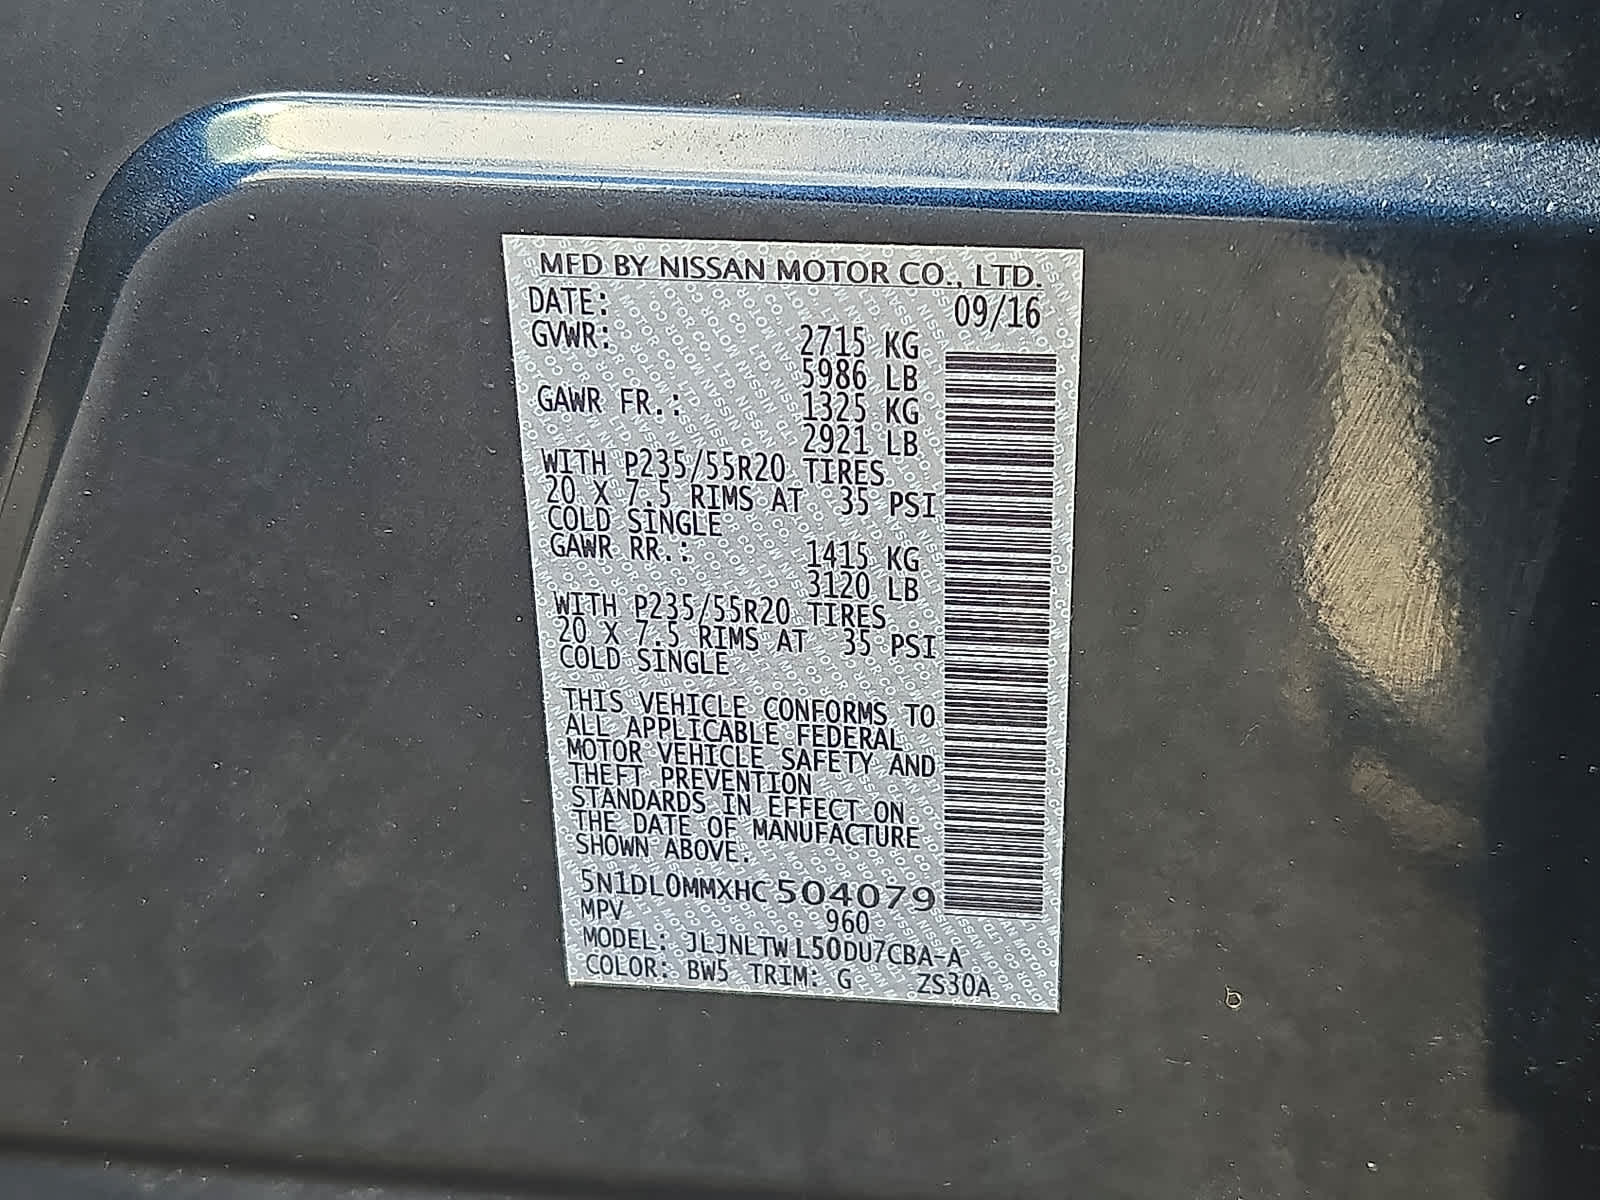 MFD BY NISSAN MOTOR CO., LTD.
DATE: 09/16
GVWR: 2715 KG
5986 LB
GAWR FR.: 1325 KG
2921 LB
WITH P235/55R20 TIRES
20 X 7.5 RIMS AT 35 PSI
COLD SINGLE
GAWR RR.: 1415 KG
3120 LB
WITH P235/55R20 TIRES
20 X 7.5 RIMS AT 35 PSI
COLD SINGLE
THIS VEHICLE CONFORMS TO
ALL APPLICABLE FEDERAL
MOTOR VEHICLE SAFETY AND
THEFT PREVENTION
STANDARDS IN EFFECT ON
THE DATE OF MANUFACTURE
SHOWN ABOVE.
5N1DL0MMXHC504079
MPV 960
MODEL: JLJNLTWL50DU7CBA-A
COLOR: BW5 TRIM: G ZS30A